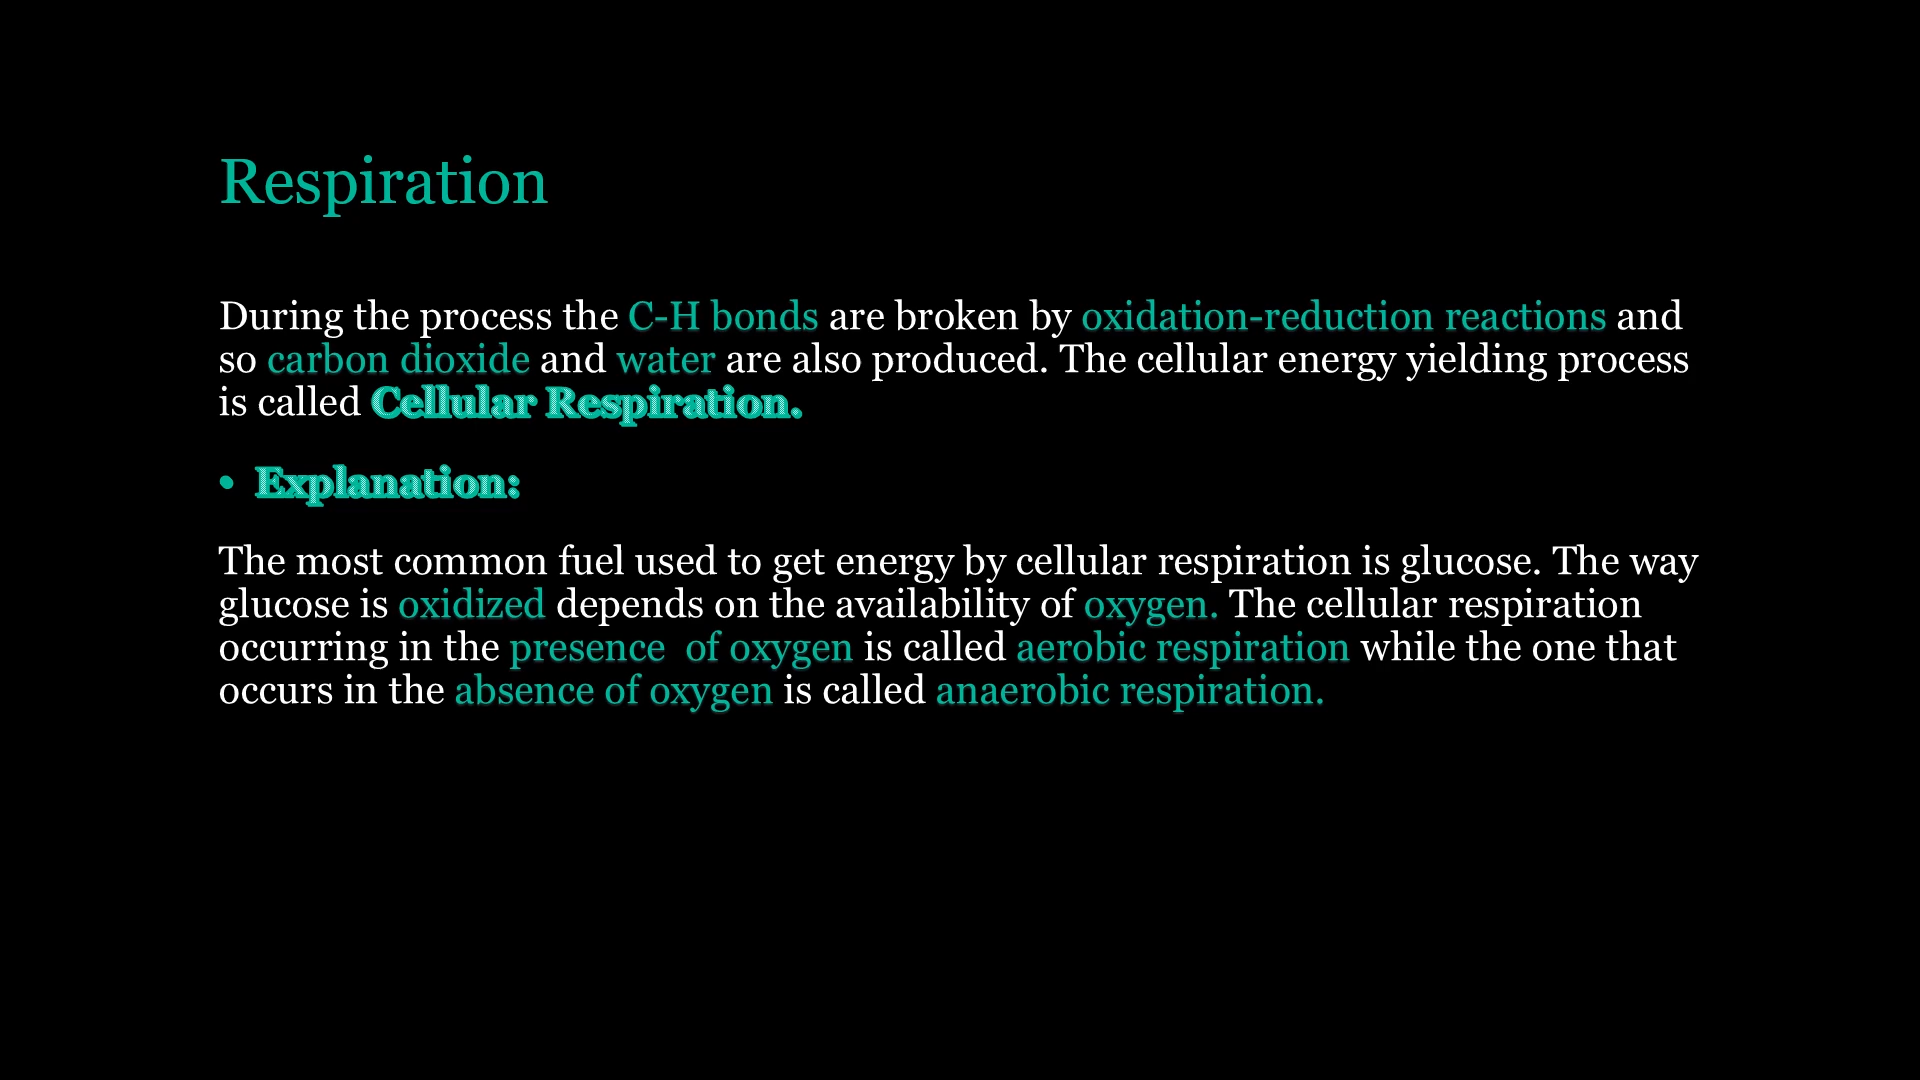 Respiration
During the process the C-H bonds are broken by oxidation-reduction reactions and
so carbon dioxide and water are also produced. The cellular energy yielding process
is called Cellular Respiration.
• Explanation:
The most common fuel used to get energy by cellular respiration is glucose. The way
glucose is oxidized depends on the availability of oxygen. The cellular respiration
occurring in the presence  of oxygen is called aerobic respiration while the one that
occurs in the absence of oxygen is called anaerobic respiration.